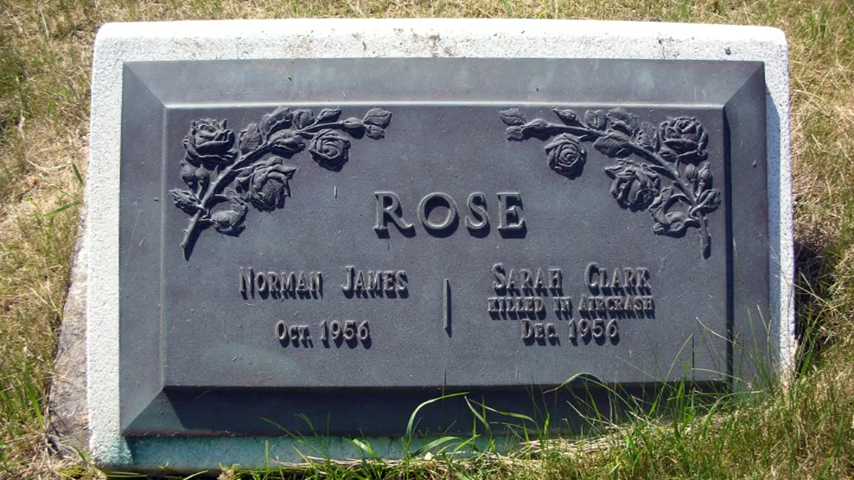 ROSE
NORMAN JAMES
OCT. 1956
SARAH CLARK
KILLED IN AIRCRASH
DEC. 1956